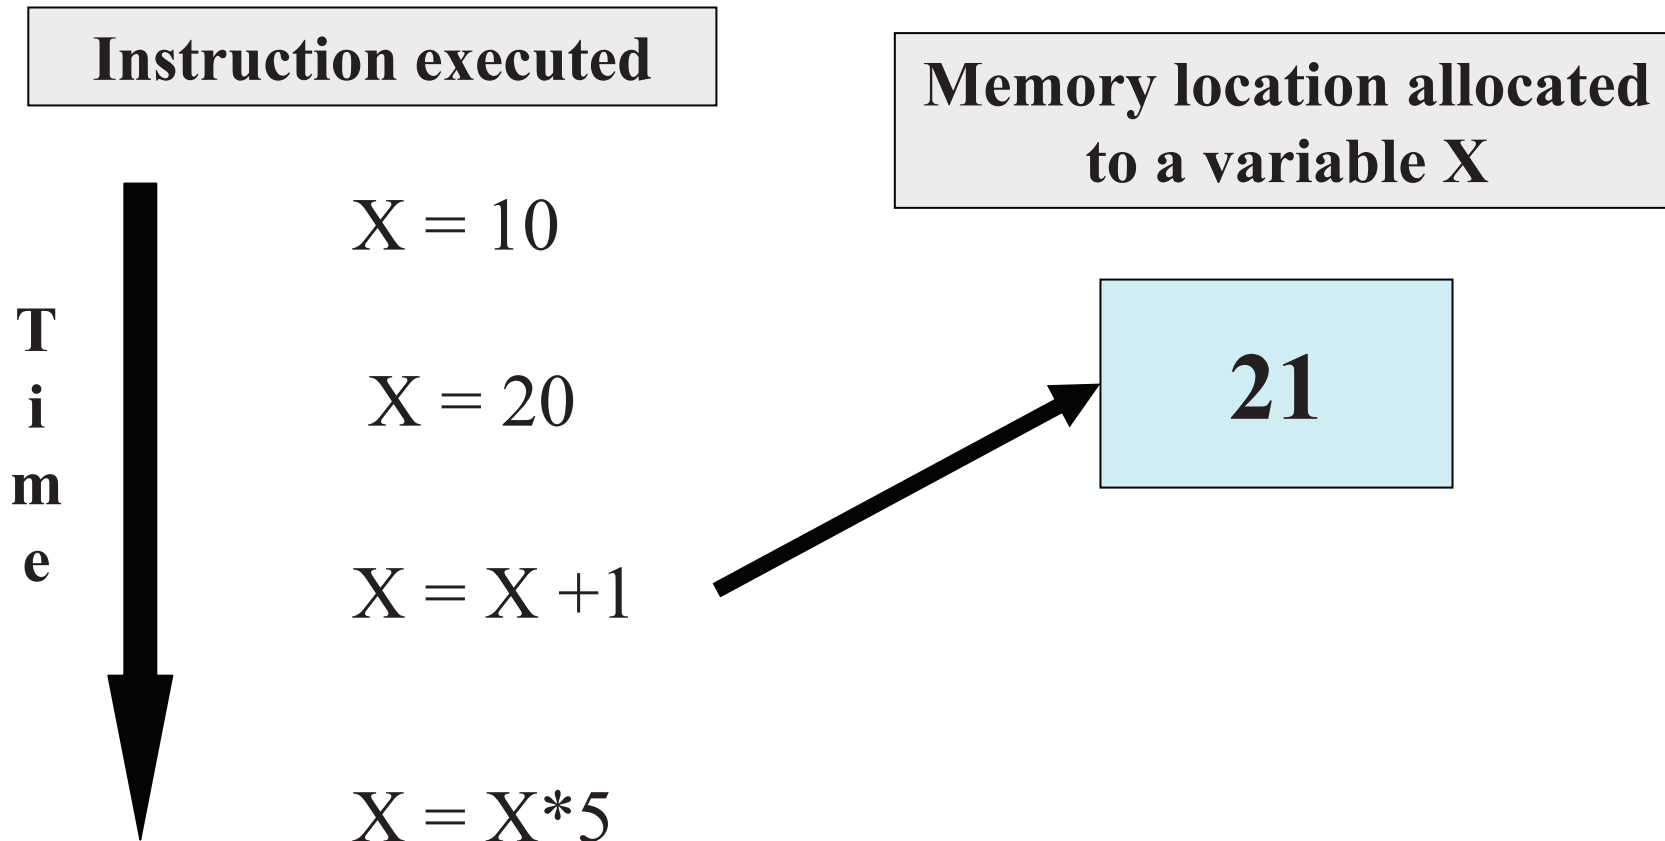 Instruction executed
Memory location allocated
to a variable X
T
i
m
e
X = 10
X = 20
X = X +1
X = X*5
21